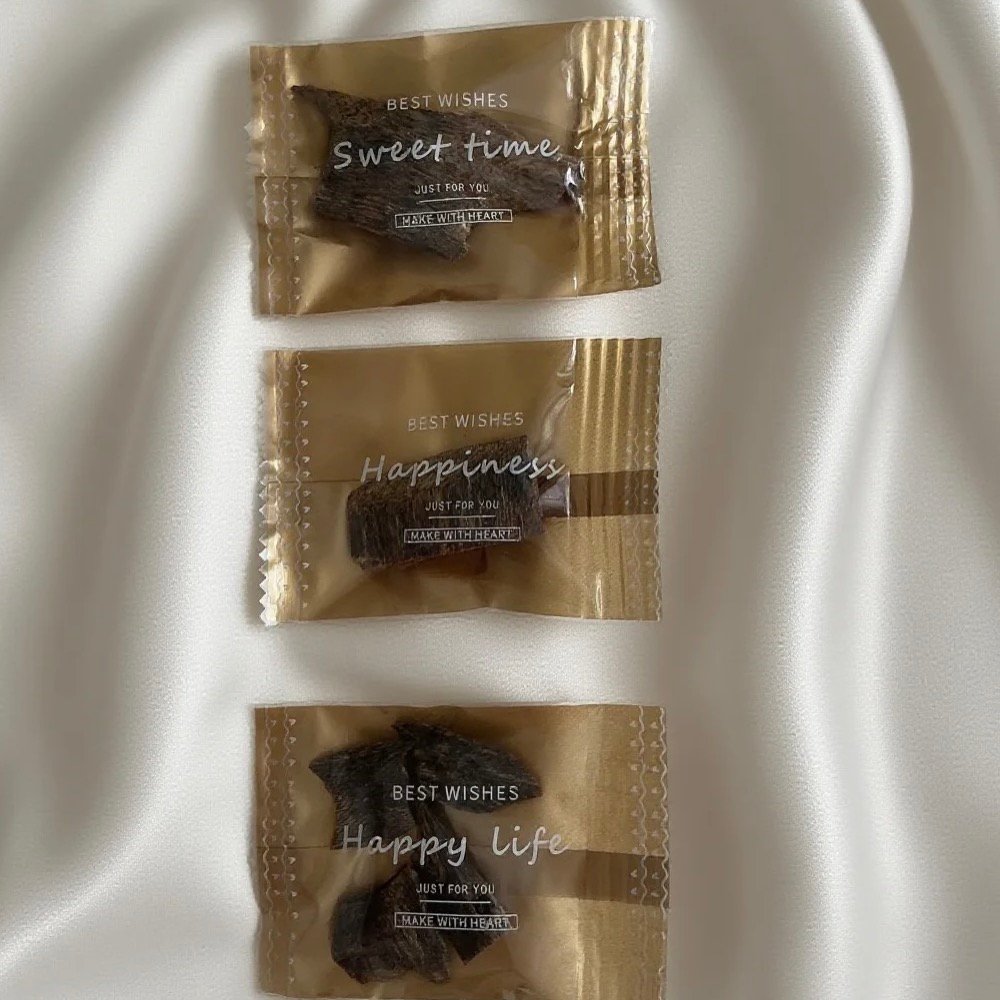 BEST WISHES
Sweet time
JUST FOR YOU
MAKE WITH HEART
BEST WISHES
Happiness
JUST FOR YOU
MAKE WITH HEART
BEST WISHES
Happy life
JUST FOR YOU
MAKE WITH HEART